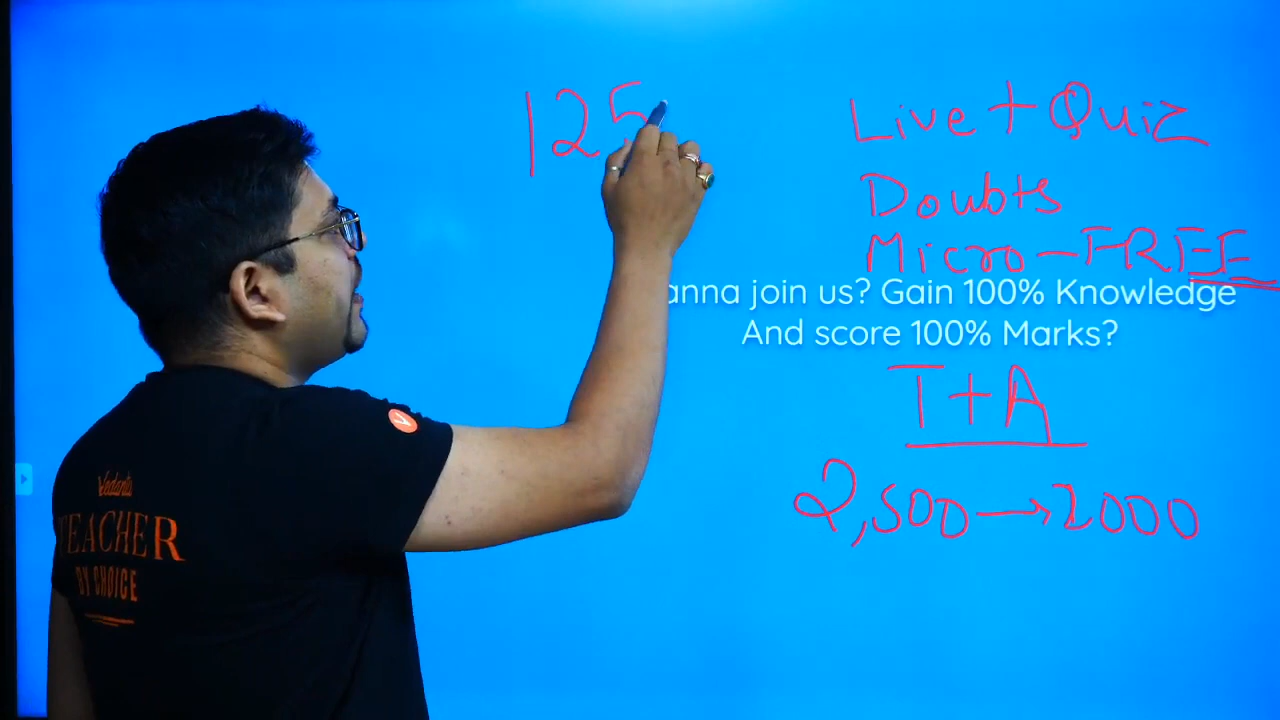 125
Live + Quiz
Doubts
Micro - FREE
anna join us? Gain 100% Knowledge
And score 100% Marks?
T+A
2,500 → 2000
V
Vedantu
TEACHER
BY CHOICE